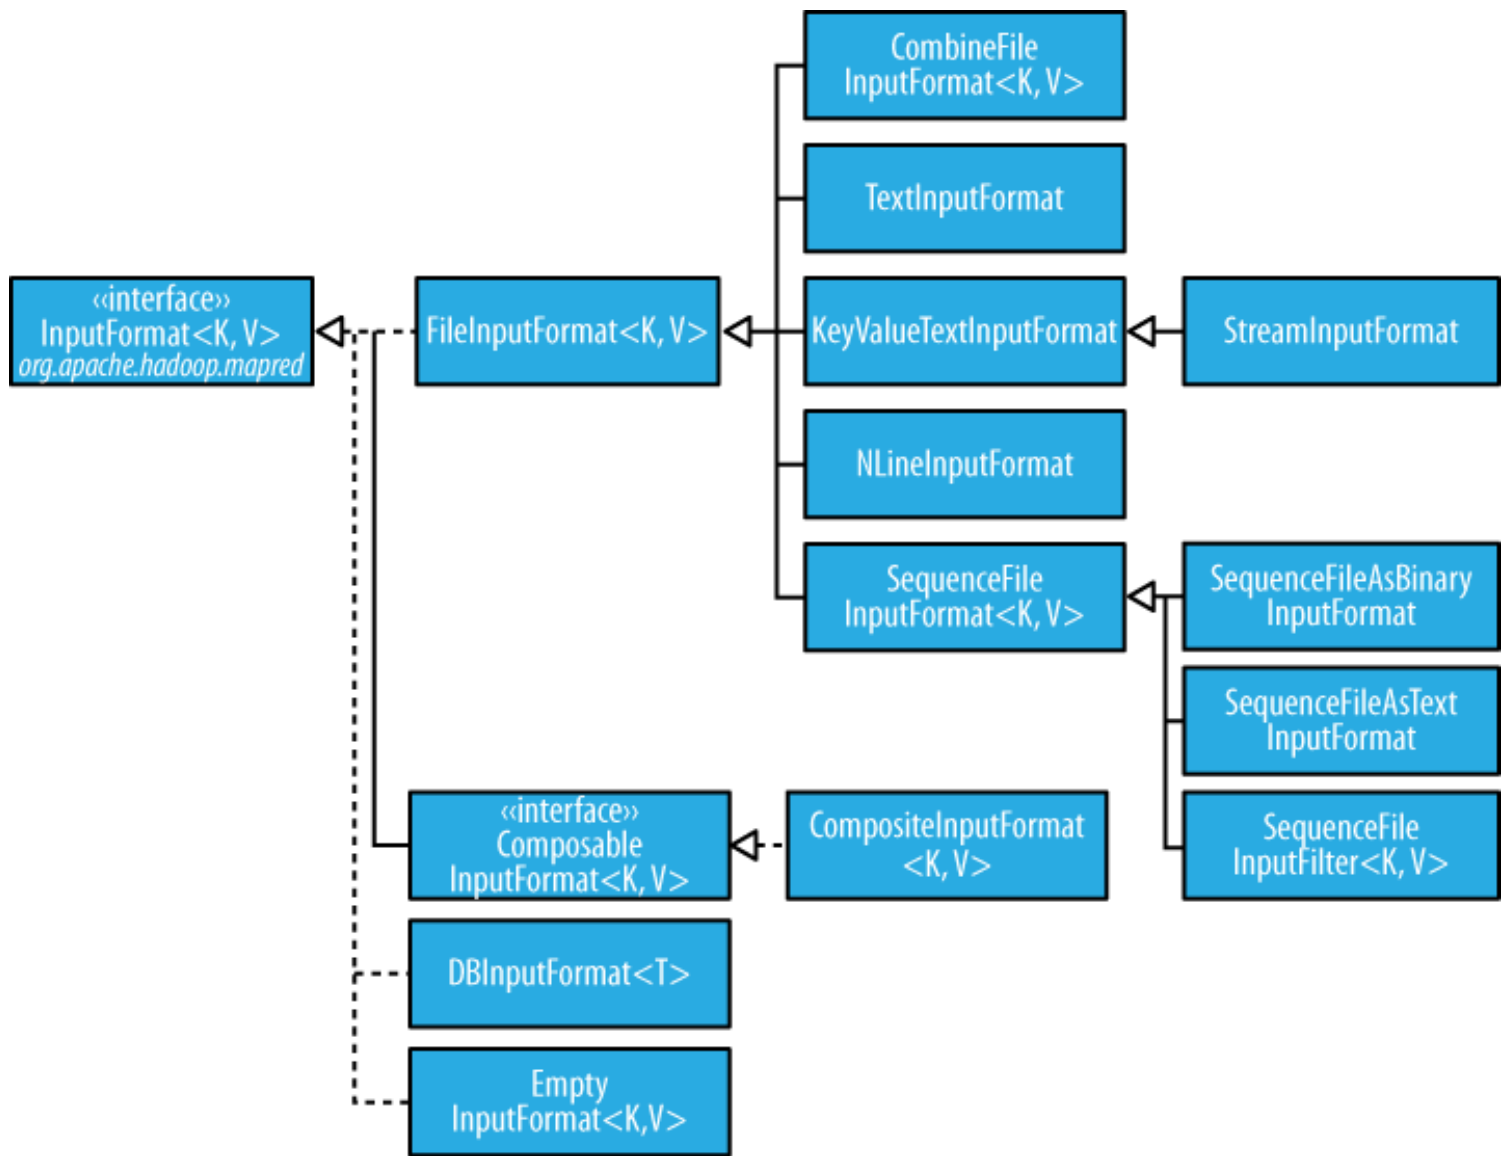 CombineFile
InputFormat<K, V>
TextInputFormat
‹‹interface››
InputFormat<K, V>
org.apache.hadoop.mapred
FileInputFormat<K, V>
KeyValueTextInputFormat
StreamInputFormat
NLineInputFormat
SequenceFile
InputFormat<K, V>
SequenceFileAsBinary
InputFormat
SequenceFileAsText
InputFormat
‹‹interface››
Composable
InputFormat<K, V>
CompositeInputFormat
<K, V>
SequenceFile
InputFilter<K, V>
DBInputFormat<T>
Empty
InputFormat<K,V>